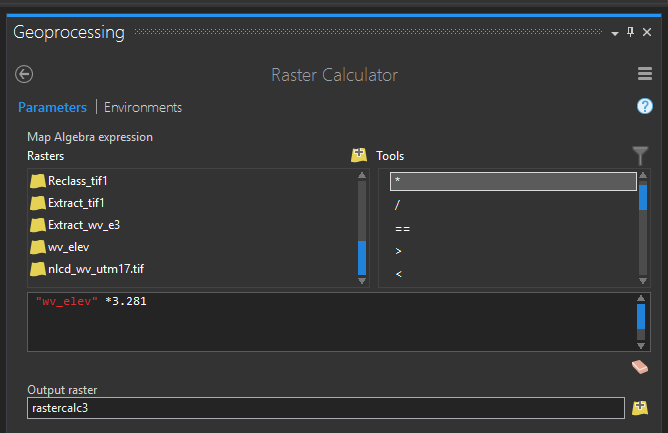 Geoprocessing
Raster Calculator
Parameters | Environments
?
Map Algebra expression
Rasters
Tools
Reclass_tif1
Extract_tif1
Extract_wv_e3
wv_elev
nlcd_wv_utm17.tif
*
/
==
>
<
"wv_elev" *3.281
Output raster
rastercalc3